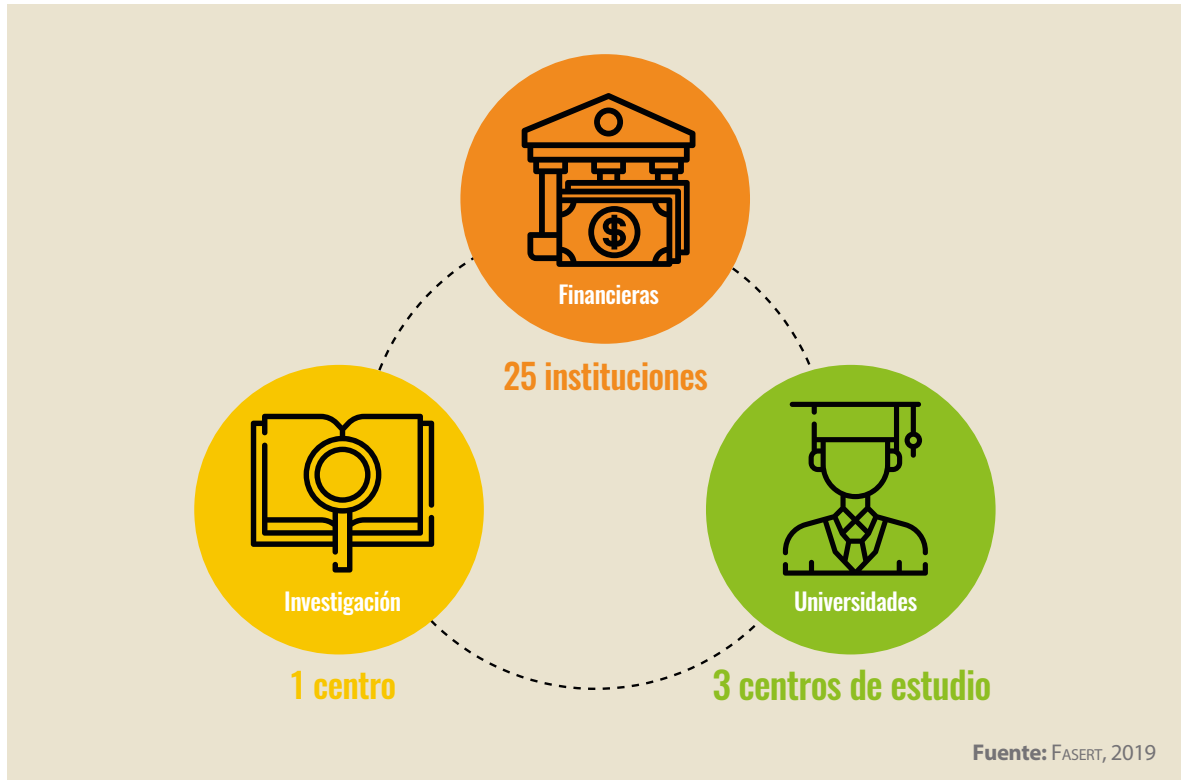 $
Financieras
25 instituciones
Investigación
1 centro
Universidades
3 centros de estudio
Fuente: FASERT, 2019